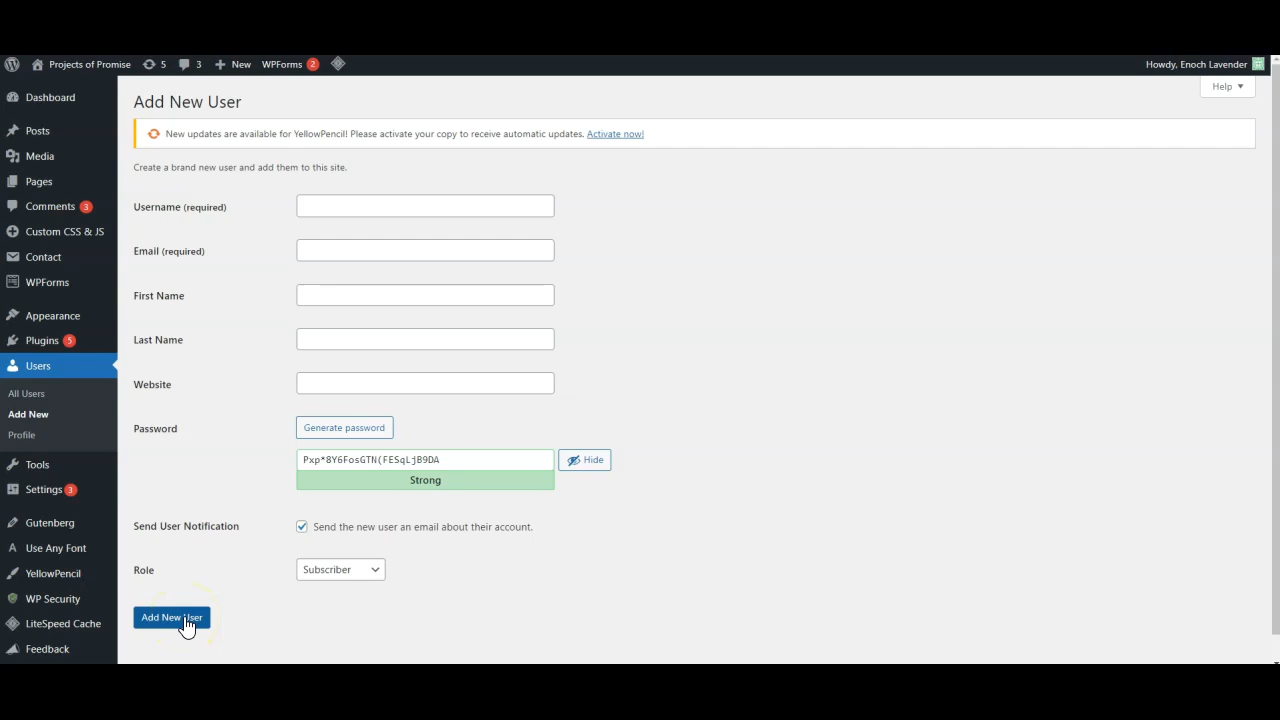 Projects of Promise 5 3 New WPForms 2 Howdy, Enoch Lavender
Help
Dashboard
Posts
Media
Pages
Comments 3
Custom CSS & JS
Contact
WPForms
Appearance
Plugins 5
Users
All Users
Add New
Profile
Tools
Settings 3
Gutenberg
Use Any Font
YellowPencil
WP Security
LiteSpeed Cache
Feedback
Add New User
New updates are available for YellowPencil! Please activate your copy to receive automatic updates. Activate now!
Create a brand new user and add them to this site.
Username (required)
Email (required)
First Name
Last Name
Website
Password Generate password
Pxp*8Y6FosGTN(FESqLjB9DA Hide
Strong
Send User Notification Send the new user an email about their account.
Role Subscriber
Add New User